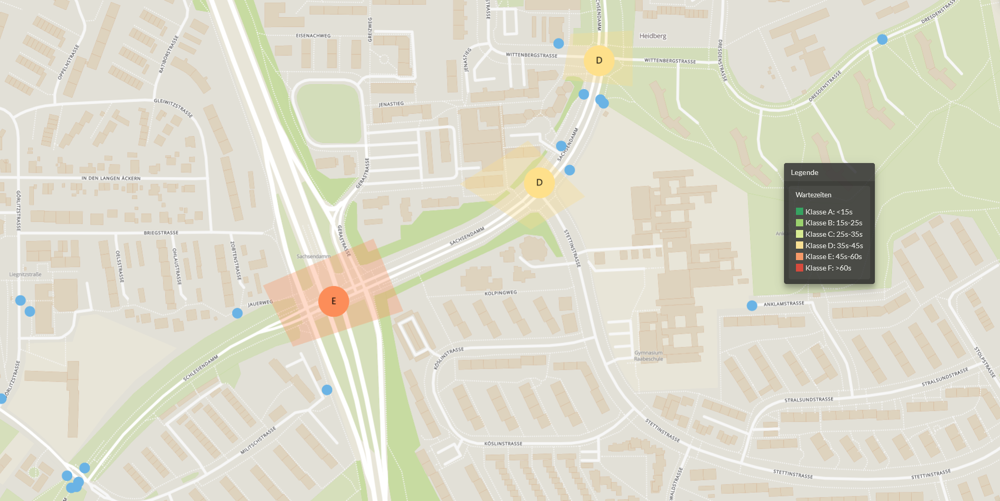 STRASSE
SACHSENDAMM
DRESDENSTRASSE
EISENACHWEG
GREIZWEG
Heidberg
OPPELNSTRASSE
RATIBORSTRASSE
JENASTIEG
WITTENBERGSTRASSE
D
WITTENBERGSTRASSE
DRESDENSTRASSE
DRESDENSTRASSE
GLEIWITZSTRASSE
JENASTIEG
SACHSENDAMM
GERASTRASSE
IN DEN LANGEN ÄCKERN
D
Legende
Wartezeiten
Klasse A: <15s
Klasse B: 15s-25s
Klasse C: 25s-35s
Klasse D: 35s-45s
Klasse E: 45s-60s
Klasse F: >60s
GÖRLITZSTRASSE
BRIEGSTRASSE
GERASTRASSE
SACHSENDAMM
STETTINSTRASSE
Sachsendamm
OELSSTRASSE
OHLAUSTRASSE
ZOBTENSTRASSE
Liegnitzstraße
KOLPINGWEG
JAUERWEG
E
ANKLAMSTRASSE
Gymnasium
Raabeschule
KÖSLINSTRASSE
SCHLESIENDAMM
STOLPSTRASSE
STRALSUNDSTRASSE
STRALSUNDSTRASSE
MILITSCHSTRASSE
STETTINSTRASSE
KÖSLINSTRASSE
STETTINSTRASSE
STETTINSTRASSE